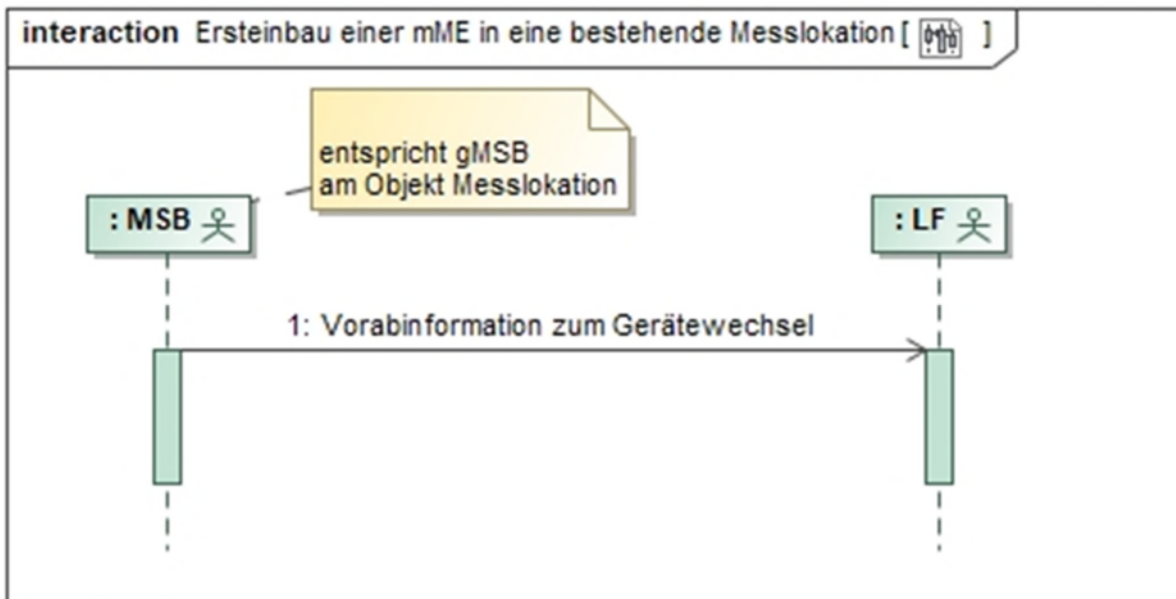 interaction Ersteinbau einer mME in eine bestehende Messlokation [ ]
entspricht gMSB
am Objekt Messlokation
: MSB
: LF
1: Vorabinformation zum Gerätewechsel